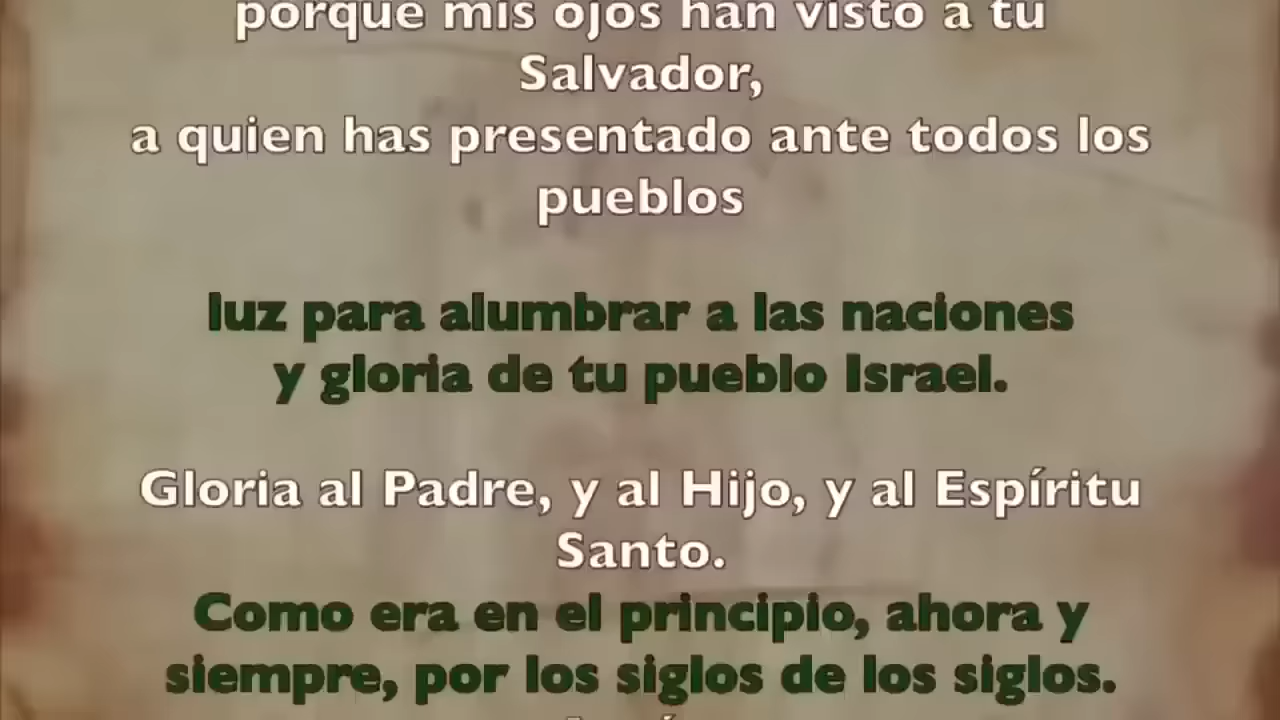 porque mis ojos han visto a tu
Salvador,
a quien has presentado ante todos los
pueblos
luz para alumbrar a las naciones
y gloria de tu pueblo Israel.
Gloria al Padre, y al Hijo, y al Espíritu
Santo.
Como era en el principio, ahora y
siempre, por los siglos de los siglos.